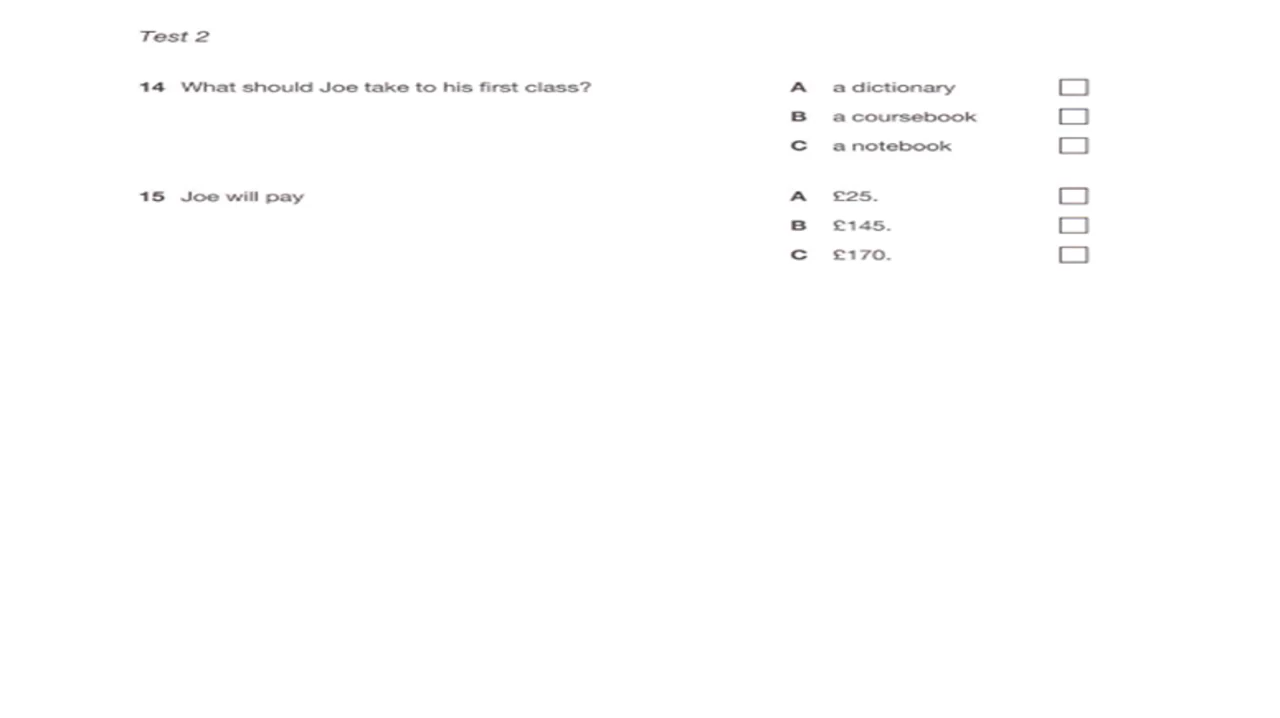 Test 2
14 What should Joe take to his first class? A a dictionary
B a coursebook
C a notebook
15 Joe will pay A £25.
B £145.
C £170.